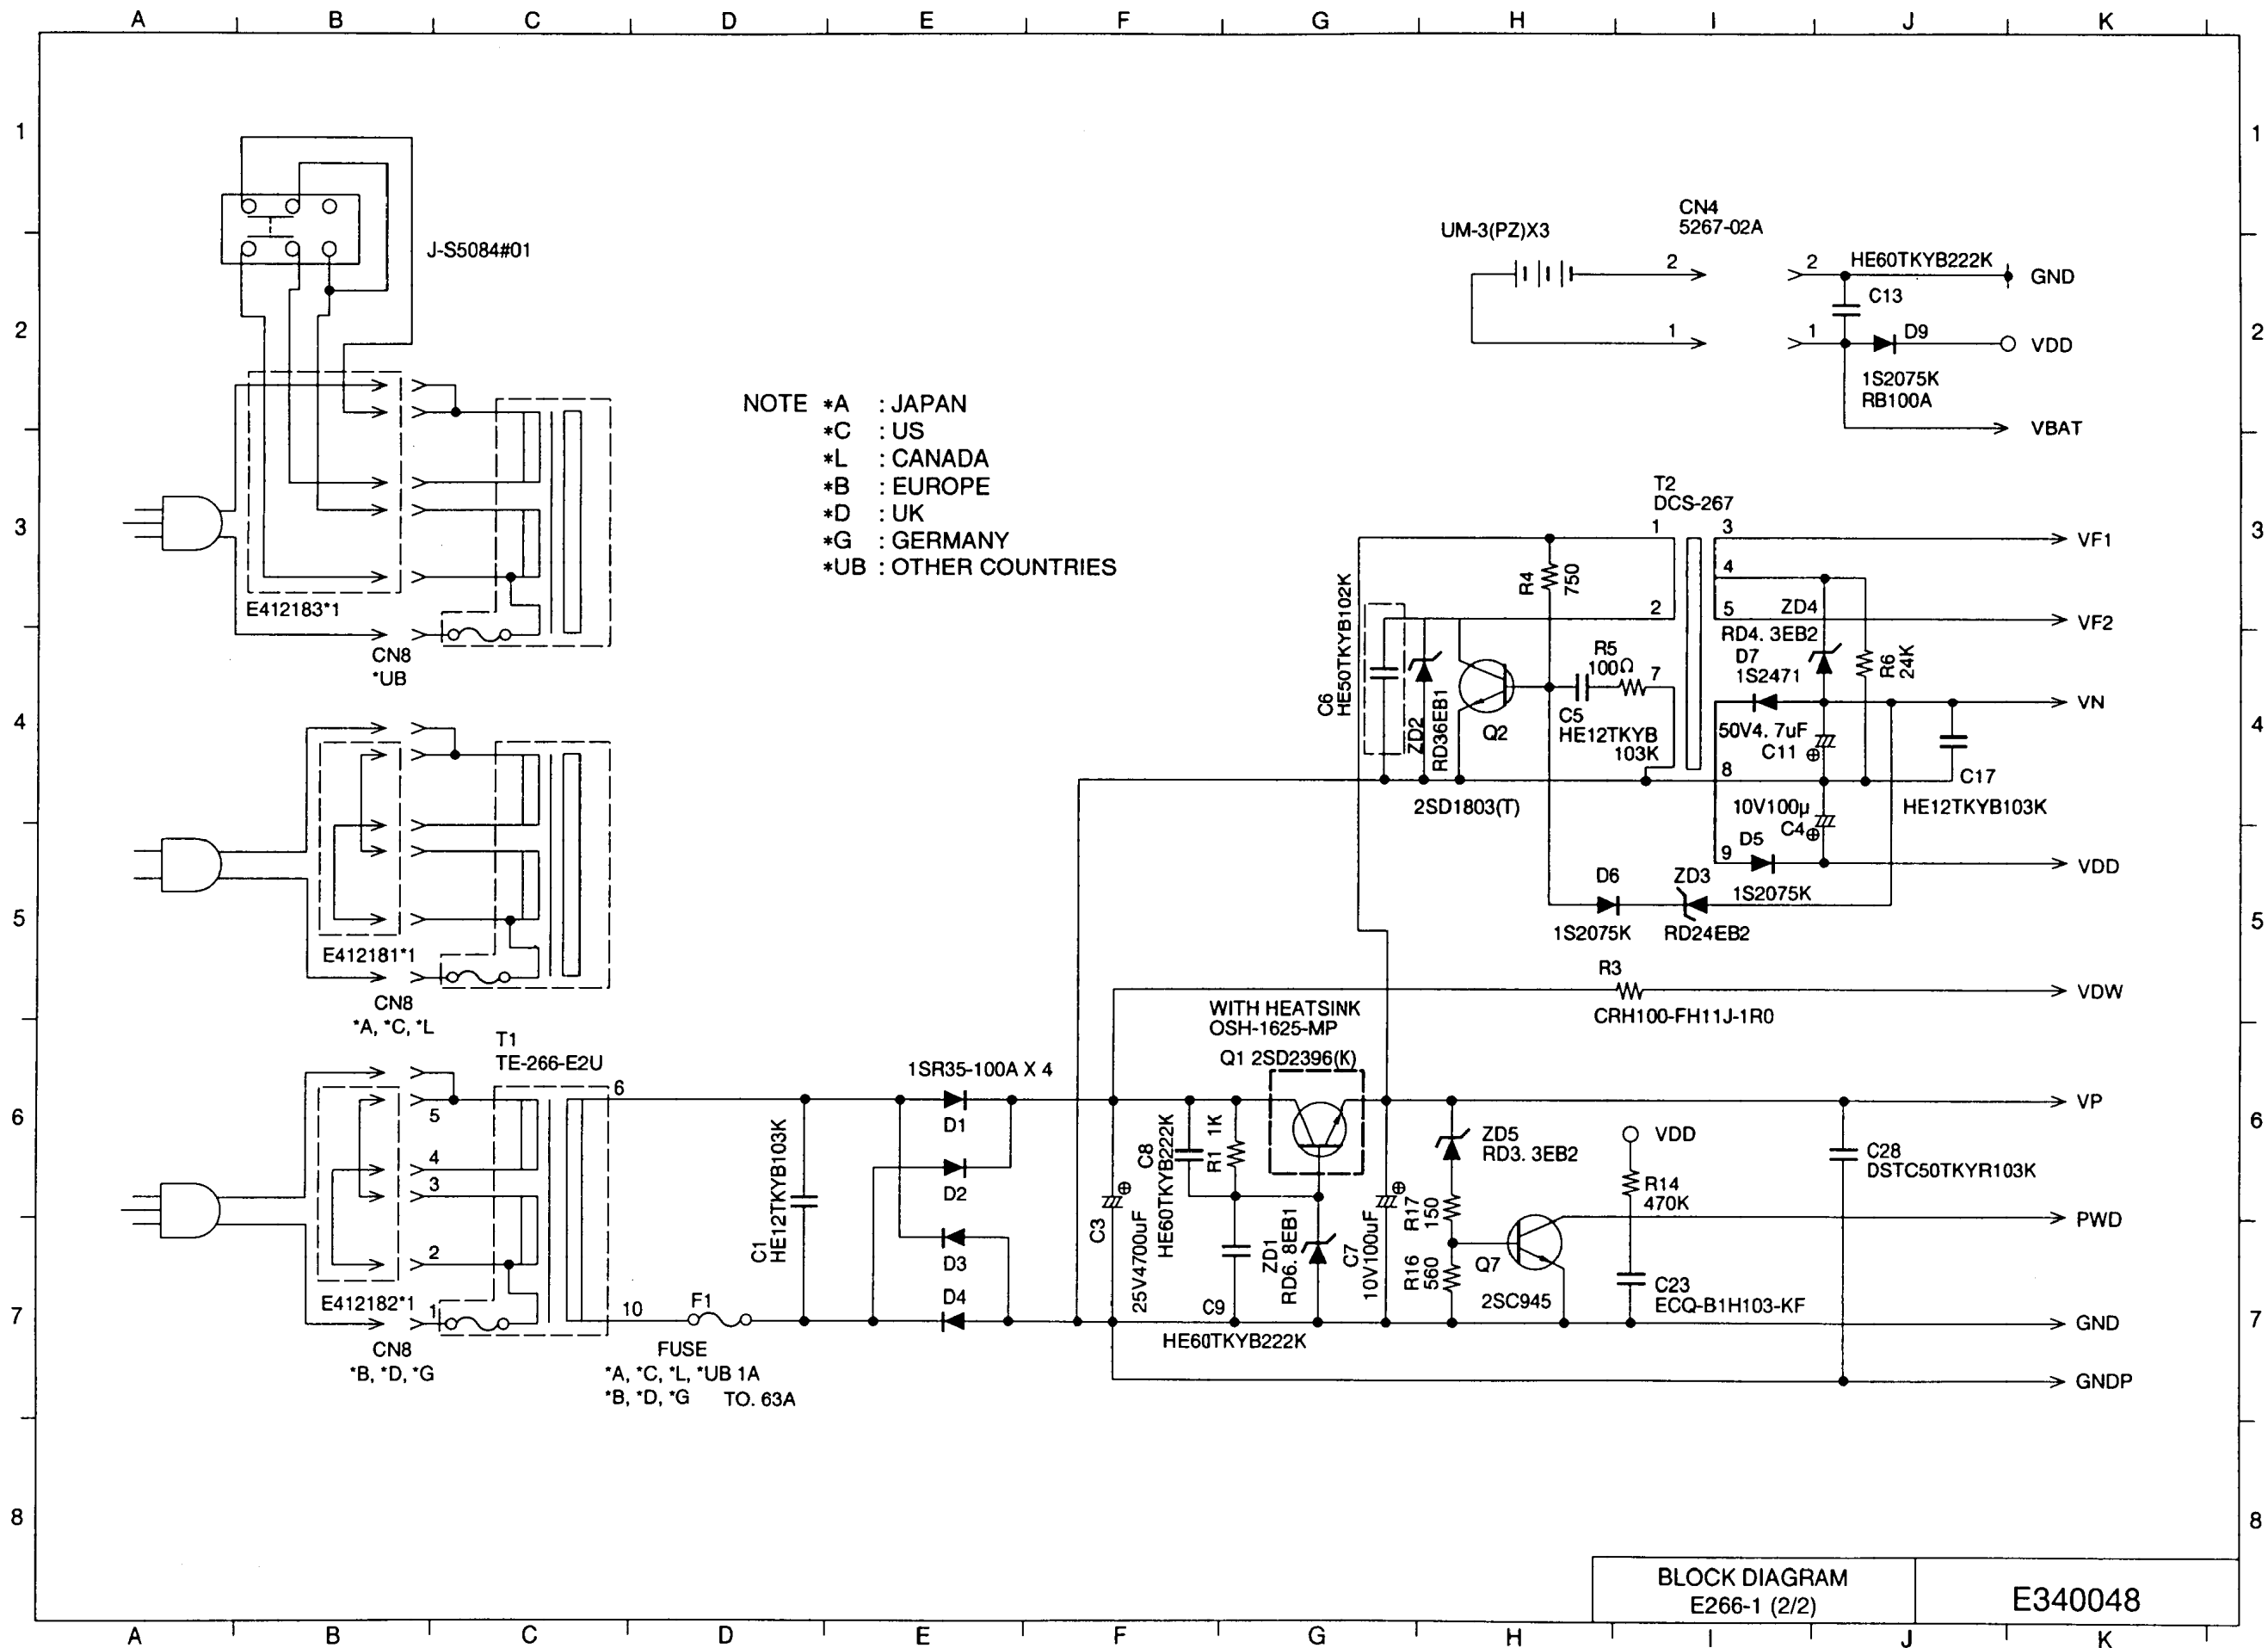 A B C D E F G H I J K
1 1
J-S5084#01
UM-3(PZ)X3
CN4
5267-02A
2 2 HE60TKYB222K GND
C13
2 2
1 1 D9 VDD
1S2075K
RB100A
VBAT
NOTE *A : JAPAN
*C : US
*L : CANADA
*B : EUROPE
*D : UK
*G : GERMANY
*UB : OTHER COUNTRIES
E412183*1
CN8
*UB
3 3
T2
DCS-267
1 3 VF1
R4
750
4
2 5 ZD4 VF2
RD4. 3EB2
C6
HE50TKYB102K
ZD2
RD36EB1
Q2
2SD1803(T)
R5
100Ω
7
C5
HE12TKYB
103K
D7
1S2471
R6
24K
VN
4 4
50V4. 7uF
C11
8
C17
HE12TKYB103K
10V100µ
C4
9 D5 VDD
1S2075K
D6 ZD3
1S2075K RD24EB2
5 5
E412181*1
CN8
*A, *C, *L
R3
VDW
CRH100-FH11J-1R0
WITH HEATSINK
OSH-1625-MP
Q1 2SD2396(K)
T1
TE-266-E2U
6
1SR35-100A X 4
D1
D2
D3
D4
VP
6 6
5
4
3
2
1
E412182*1
CN8
*B, *D, *G
10
F1
FUSE
*A, *C, *L, *UB 1A
*B, *D, *G TO. 63A
C1
HE12TKYB103K
C3
25V4700uF
C8
HE60TKYB222K
R1 1K
C9
HE60TKYB222K
ZD1
RD6. 8EB1
C7
10V100uF
ZD5
RD3. 3EB2
R17
150
R16
560
Q7
2SC945
VDD
R14
470K
C23
ECQ-B1H103-KF
C28
DSTC50TKYR103K
PWD
7 7
GND
GNDP
8 8
BLOCK DIAGRAM
E266-1 (2/2)
E340048
A B C D E F G H I J K